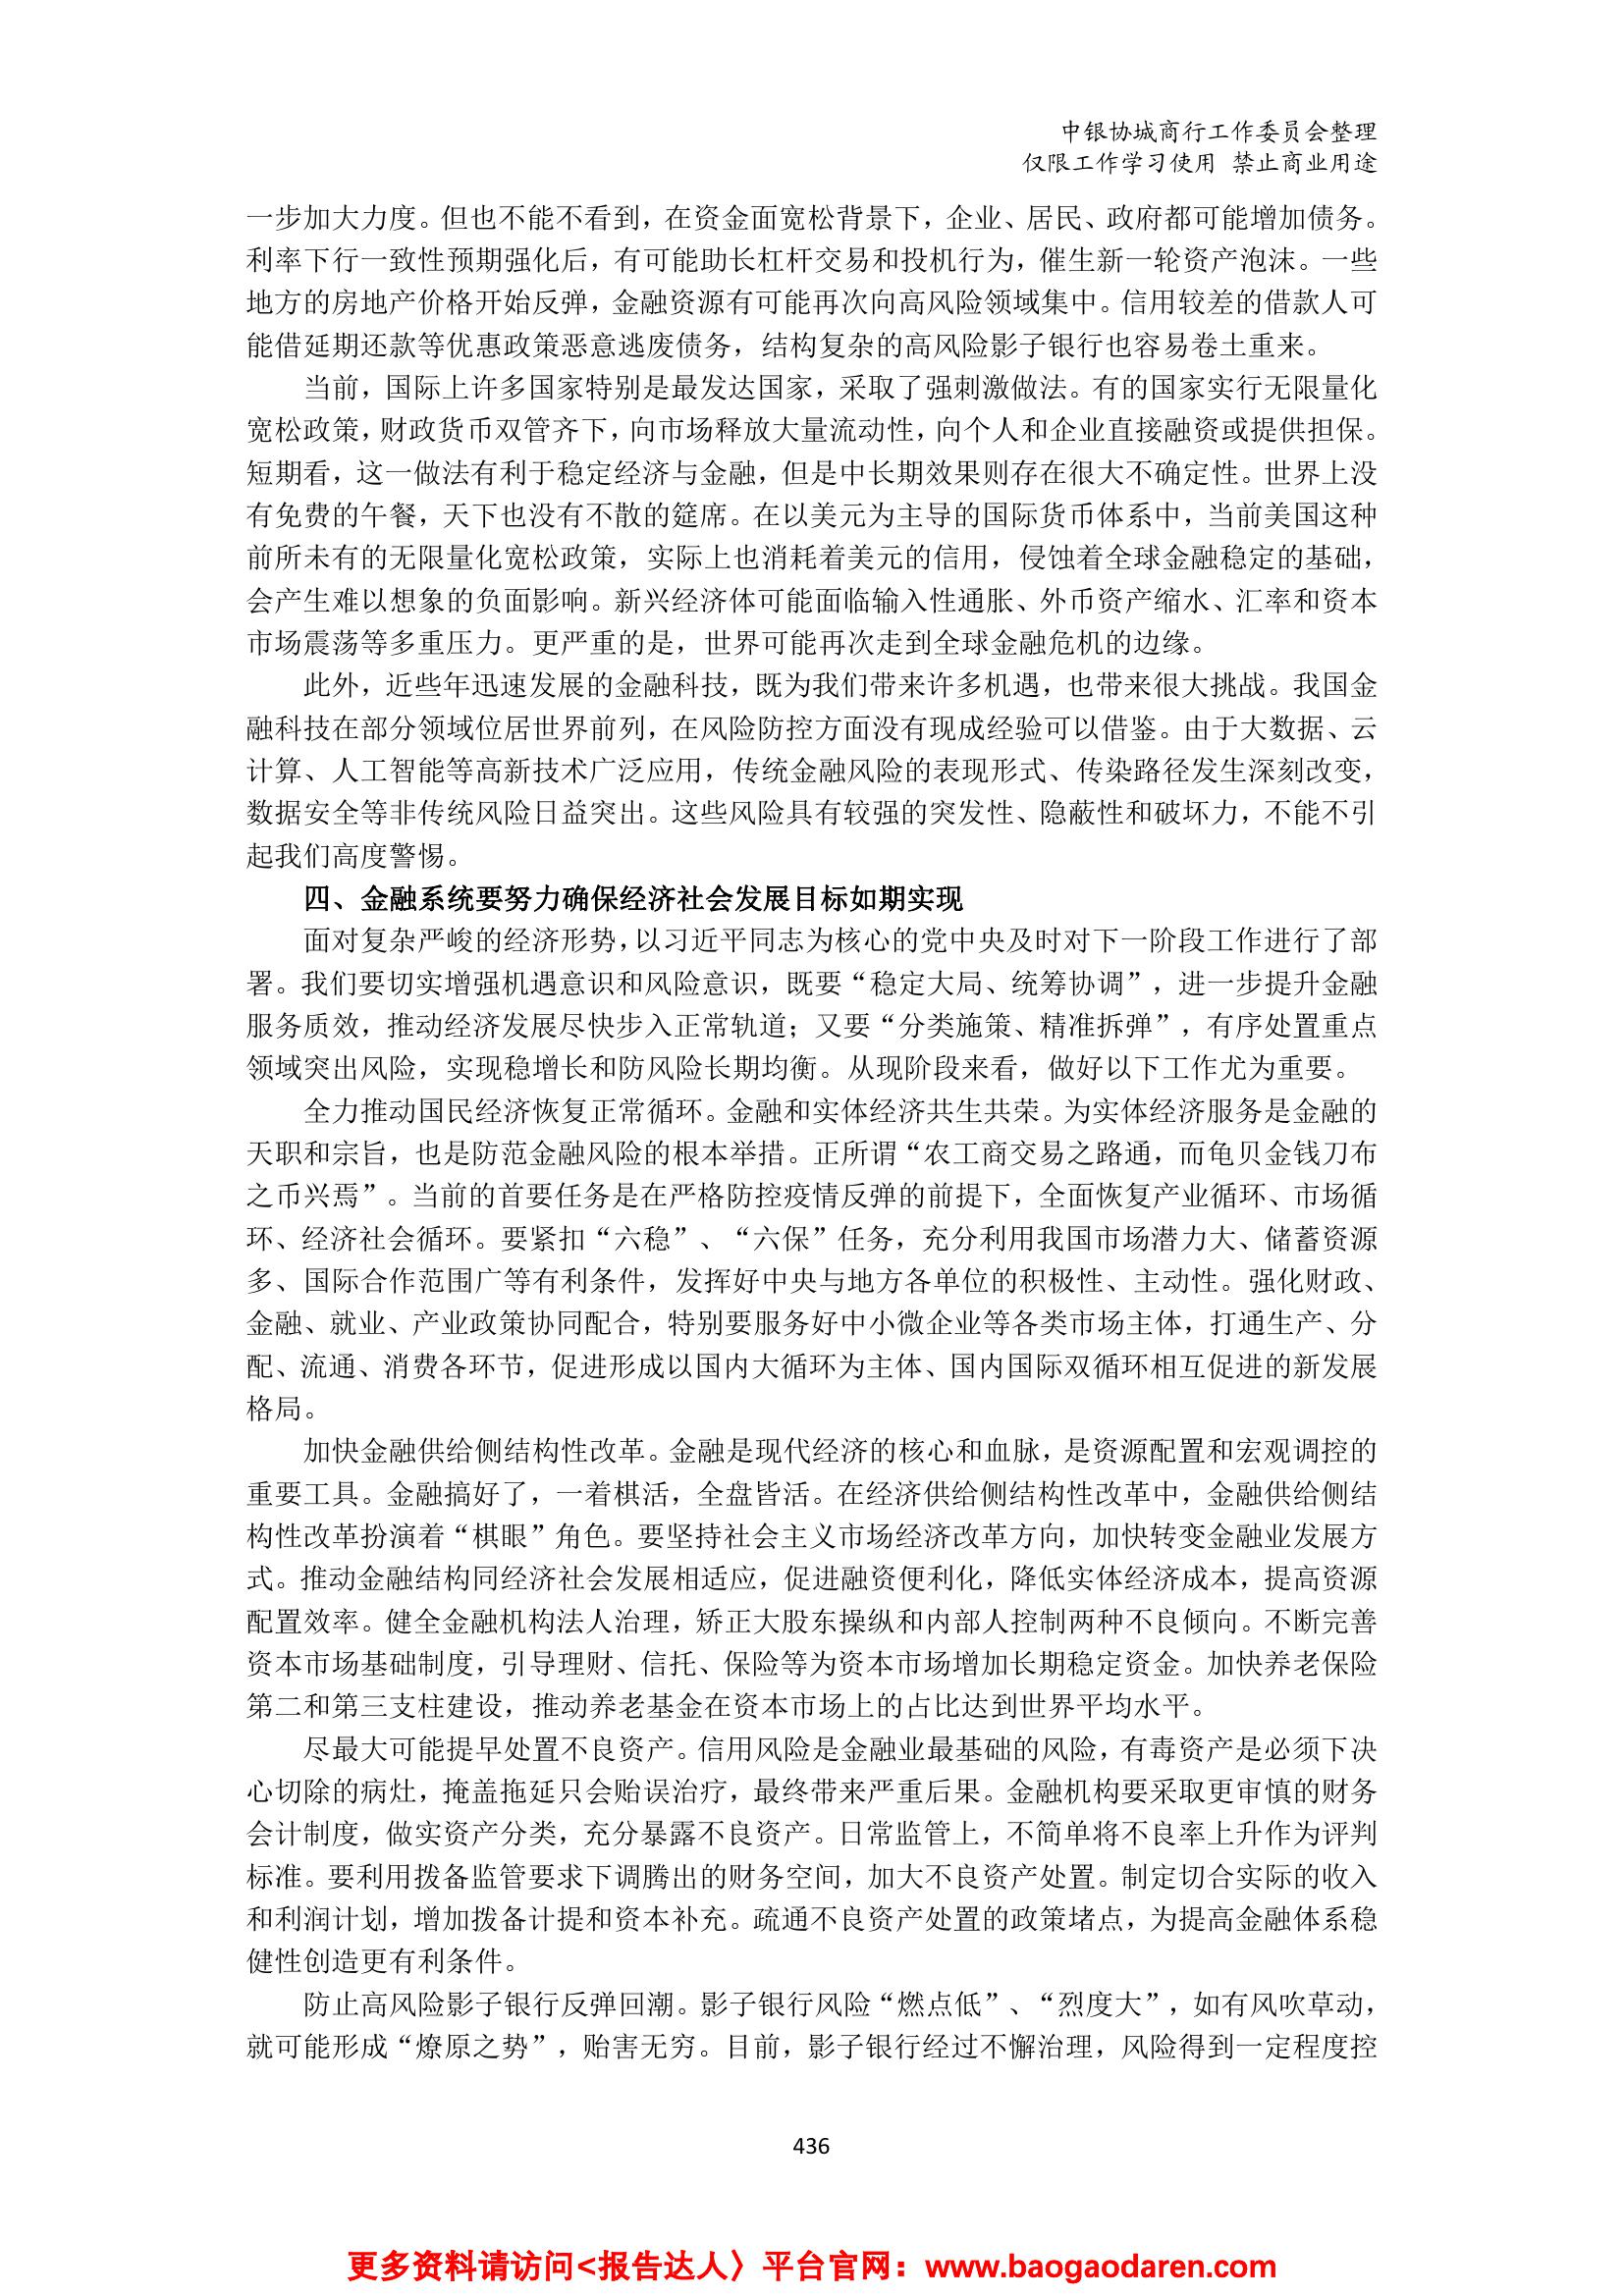 中银协城商行工作委员会整理
仅限工作学习使用 禁止商业用途
一步加大力度。但也不能不看到，在资金面宽松背景下，企业、居民、政府都可能增加债务。
利率下行一致性预期强化后，有可能助长杠杆交易和投机行为，催生新一轮资产泡沫。一些
地方的房地产价格开始反弹，金融资源有可能再次向高风险领域集中。信用较差的借款人可
能借延期还款等优惠政策恶意逃废债务，结构复杂的高风险影子银行也容易卷土重来。
当前，国际上许多国家特别是最发达国家，采取了强刺激做法。有的国家实行无限量化
宽松政策，财政货币双管齐下，向市场释放大量流动性，向个人和企业直接融资或提供担保。
短期看，这一做法有利于稳定经济与金融，但是中长期效果则存在很大不确定性。世界上没
有免费的午餐，天下也没有不散的筵席。在以美元为主导的国际货币体系中，当前美国这种
前所未有的无限量化宽松政策，实际上也消耗着美元的信用，侵蚀着全球金融稳定的基础，
会产生难以想象的负面影响。新兴经济体可能面临输入性通胀、外币资产缩水、汇率和资本
市场震荡等多重压力。更严重的是，世界可能再次走到全球金融危机的边缘。
此外，近些年迅速发展的金融科技，既为我们带来许多机遇，也带来很大挑战。我国金
融科技在部分领域位居世界前列，在风险防控方面没有现成经验可以借鉴。由于大数据、云
计算、人工智能等高新技术广泛应用，传统金融风险的表现形式、传染路径发生深刻改变，
数据安全等非传统风险日益突出。这些风险具有较强的突发性、隐蔽性和破坏力，不能不引
起我们高度警惕。
四、金融系统要努力确保经济社会发展目标如期实现
面对复杂严峻的经济形势，以习近平同志为核心的党中央及时对下一阶段工作进行了部
署。我们要切实增强机遇意识和风险意识，既要“稳定大局、统筹协调”，进一步提升金融
服务质效，推动经济发展尽快步入正常轨道；又要“分类施策、精准拆弹”，有序处置重点
领域突出风险，实现稳增长和防风险长期均衡。从现阶段来看，做好以下工作尤为重要。
全力推动国民经济恢复正常循环。金融和实体经济共生共荣。为实体经济服务是金融的
天职和宗旨，也是防范金融风险的根本举措。正所谓“农工商交易之路通，而龟贝金钱刀布
之币兴焉”。当前的首要任务是在严格防控疫情反弹的前提下，全面恢复产业循环、市场循
环、经济社会循环。要紧扣“六稳”、“六保”任务，充分利用我国市场潜力大、储蓄资源
多、国际合作范围广等有利条件，发挥好中央与地方各单位的积极性、主动性。强化财政、
金融、就业、产业政策协同配合，特别要服务好中小微企业等各类市场主体，打通生产、分
配、流通、消费各环节，促进形成以国内大循环为主体、国内国际双循环相互促进的新发展
格局。
加快金融供给侧结构性改革。金融是现代经济的核心和血脉，是资源配置和宏观调控的
重要工具。金融搞好了，一着棋活，全盘皆活。在经济供给侧结构性改革中，金融供给侧结
构性改革扮演着“棋眼”角色。要坚持社会主义市场经济改革方向，加快转变金融业发展方
式。推动金融结构同经济社会发展相适应，促进融资便利化，降低实体经济成本，提高资源
配置效率。健全金融机构法人治理，矫正大股东操纵和内部人控制两种不良倾向。不断完善
资本市场基础制度，引导理财、信托、保险等为资本市场增加长期稳定资金。加快养老保险
第二和第三支柱建设，推动养老基金在资本市场上的占比达到世界平均水平。
尽最大可能提早处置不良资产。信用风险是金融业最基础的风险，有毒资产是必须下决
心切除的病灶，掩盖拖延只会贻误治疗，最终带来严重后果。金融机构要采取更审慎的财务
会计制度，做实资产分类，充分暴露不良资产。日常监管上，不简单将不良率上升作为评判
标准。要利用拨备监管要求下调腾出的财务空间，加大不良资产处置。制定切合实际的收入
和利润计划，增加拨备计提和资本补充。疏通不良资产处置的政策堵点，为提高金融体系稳
健性创造更有利条件。
防止高风险影子银行反弹回潮。影子银行风险“燃点低”、“烈度大”，如有风吹草动，
就可能形成“燎原之势”，贻害无穷。目前，影子银行经过不懈治理，风险得到一定程度控
436
更多资料请访问<报告达人〉平台官网：www.baogaodaren.com